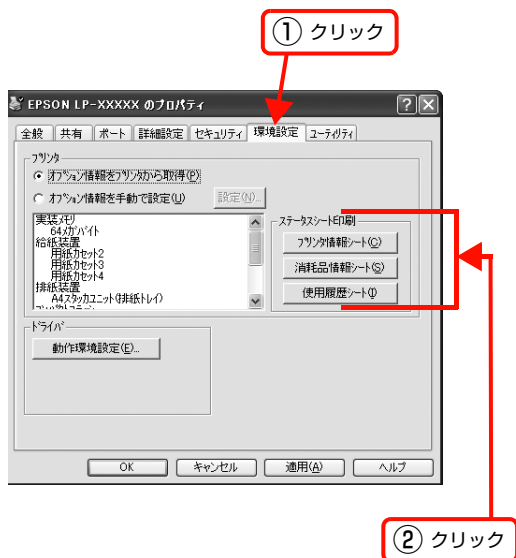 ① クリック
EPSON LP-XXXXX のプロパティ
全般 共有 ポート 詳細設定 セキュリティ 環境設定 ユーティリティ
プリンタ
オプション情報をプリンタから取得(P)
オプション情報を手動で設定(U) 設定(N)...
実装メモリ
64メガバイト
給紙装置
用紙カセット2
用紙カセット3
用紙カセット4
排紙装置
A4スタッカユニット(排紙トレイ)
ステータスシート印刷
プリンタ情報シート(C)
消耗品情報シート(S)
使用履歴シート(I)
ドライバ
動作環境設定(E)...
OK キャンセル 適用(A) ヘルプ
② クリック